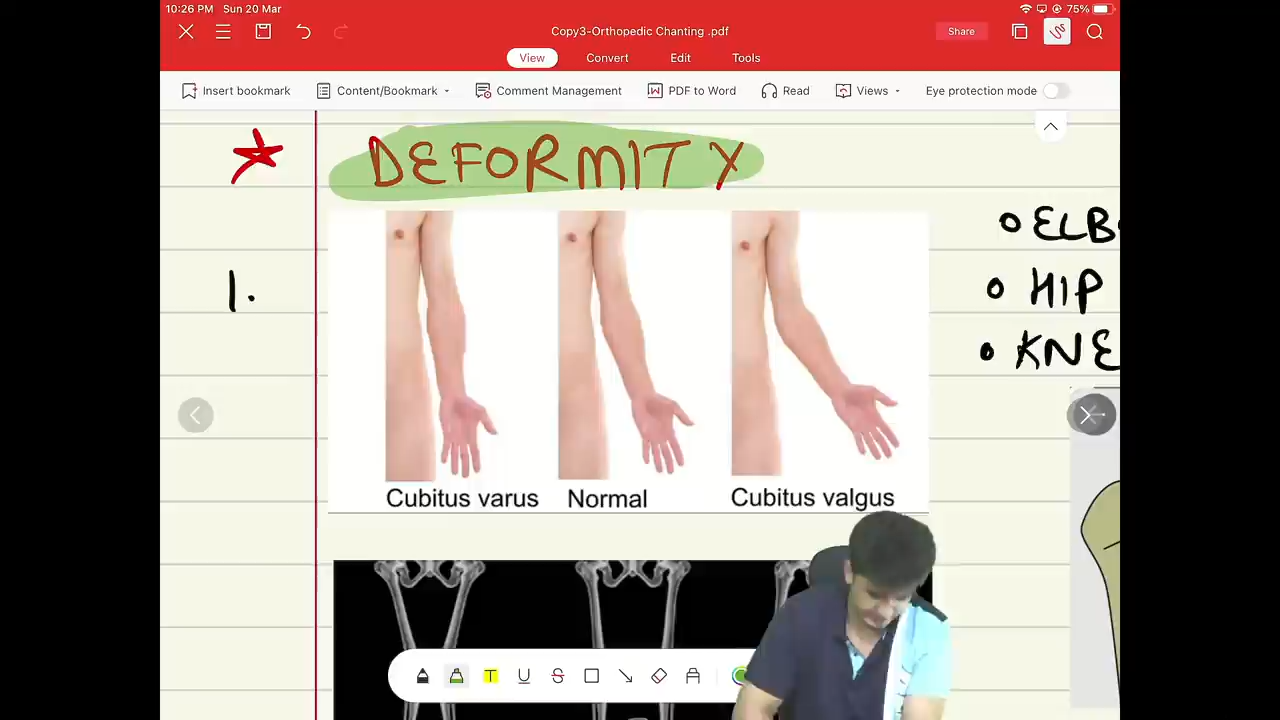 10:26 PM Sun 20 Mar 75%
Copy3-Orthopedic Chanting .pdf
Share
View Convert Edit Tools
Insert bookmark Content/Bookmark Comment Management PDF to Word Read Views Eye protection mode
DEFORMITY
1.
Cubitus varus Normal Cubitus valgus
HIP
T U S